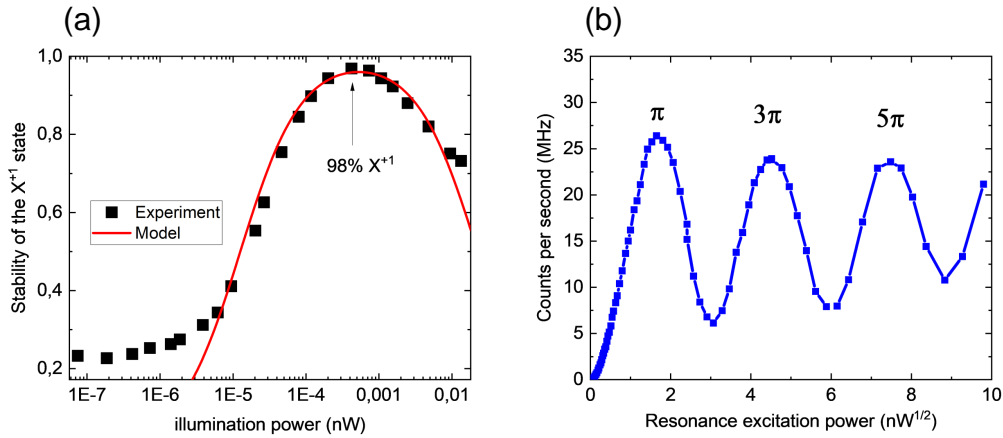 (a)
Stability of the X+1 state
1,0
0,8
0,6
0,4
0,2
98% X+1
Experiment
Model
1E-7
1E-6
1E-5
1E-4
0,001
0,01
illumination power (nW)
(b)
Counts per second (MHz)
35
30
25
20
15
10
5
0
π
3π
5π
0
2
4
6
8
10
Resonance excitation power (nW1/2)